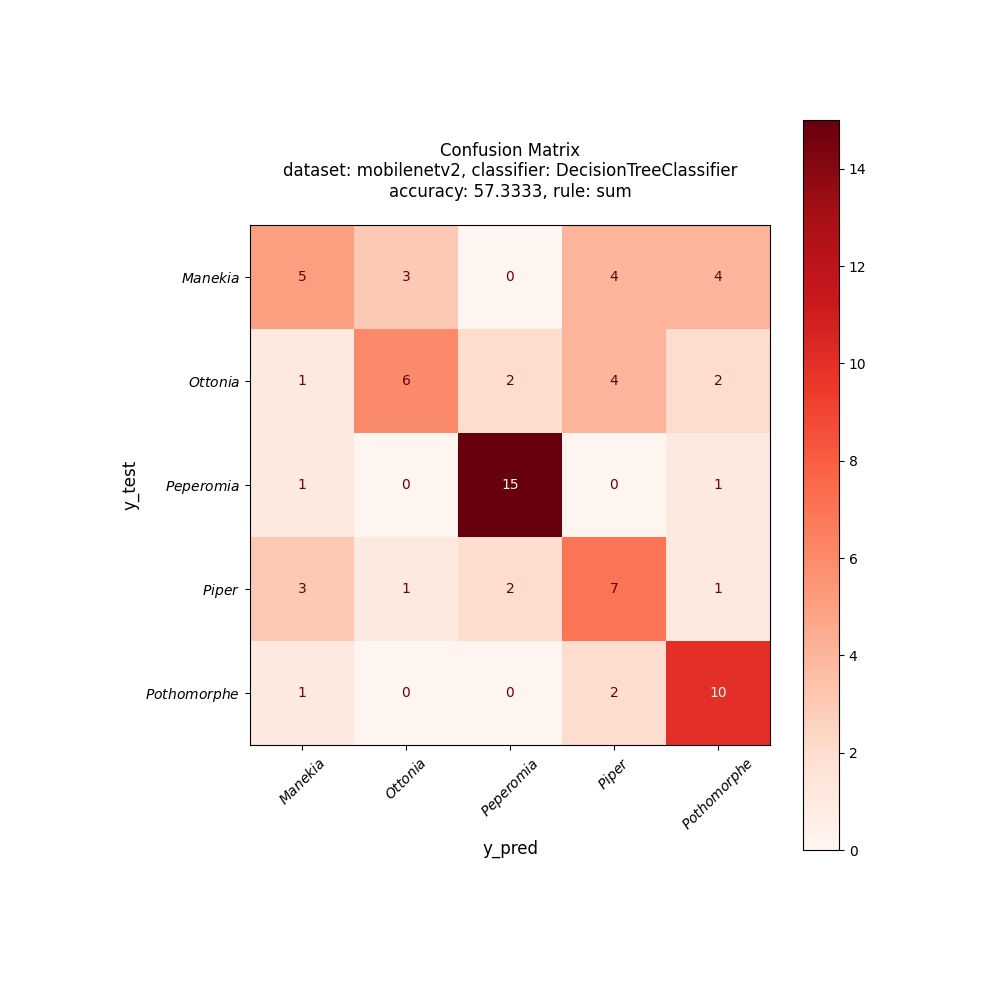 Confusion Matrix
dataset: mobilenetv2, classifier: DecisionTreeClassifier
accuracy: 57.3333, rule: sum
y_test
Manekia 5 3 0 4 4
Ottonia 1 6 2 4 2
Peperomia 1 0 15 0 1
Piper 3 1 2 7 1
Pothomorphe 1 0 0 2 10
Manekia Ottonia Peperomia Piper Pothomorphe
y_pred
14
12
10
8
6
4
2
0